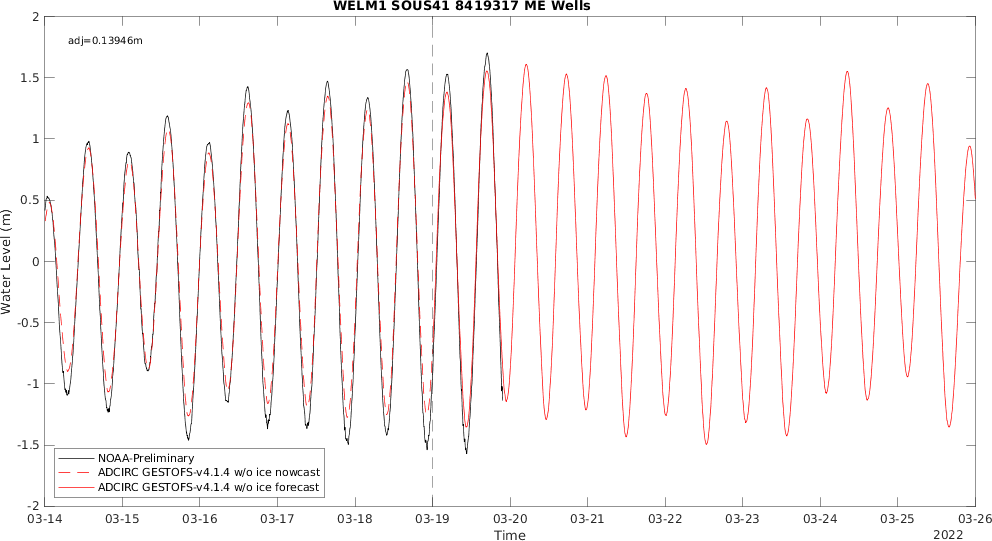 WELM1 SOUS41 8419317 ME Wells
adj=0.13946m
2
1.5
1
0.5
0
-0.5
-1
-1.5
-2
Water Level (m)
NOAA-Preliminary
ADCIRC GESTOFS-v4.1.4 w/o ice nowcast
ADCIRC GESTOFS-v4.1.4 w/o ice forecast
03-14 03-15 03-16 03-17 03-18 03-19 03-20 03-21 03-22 03-23 03-24 03-25 03-26
Time
2022